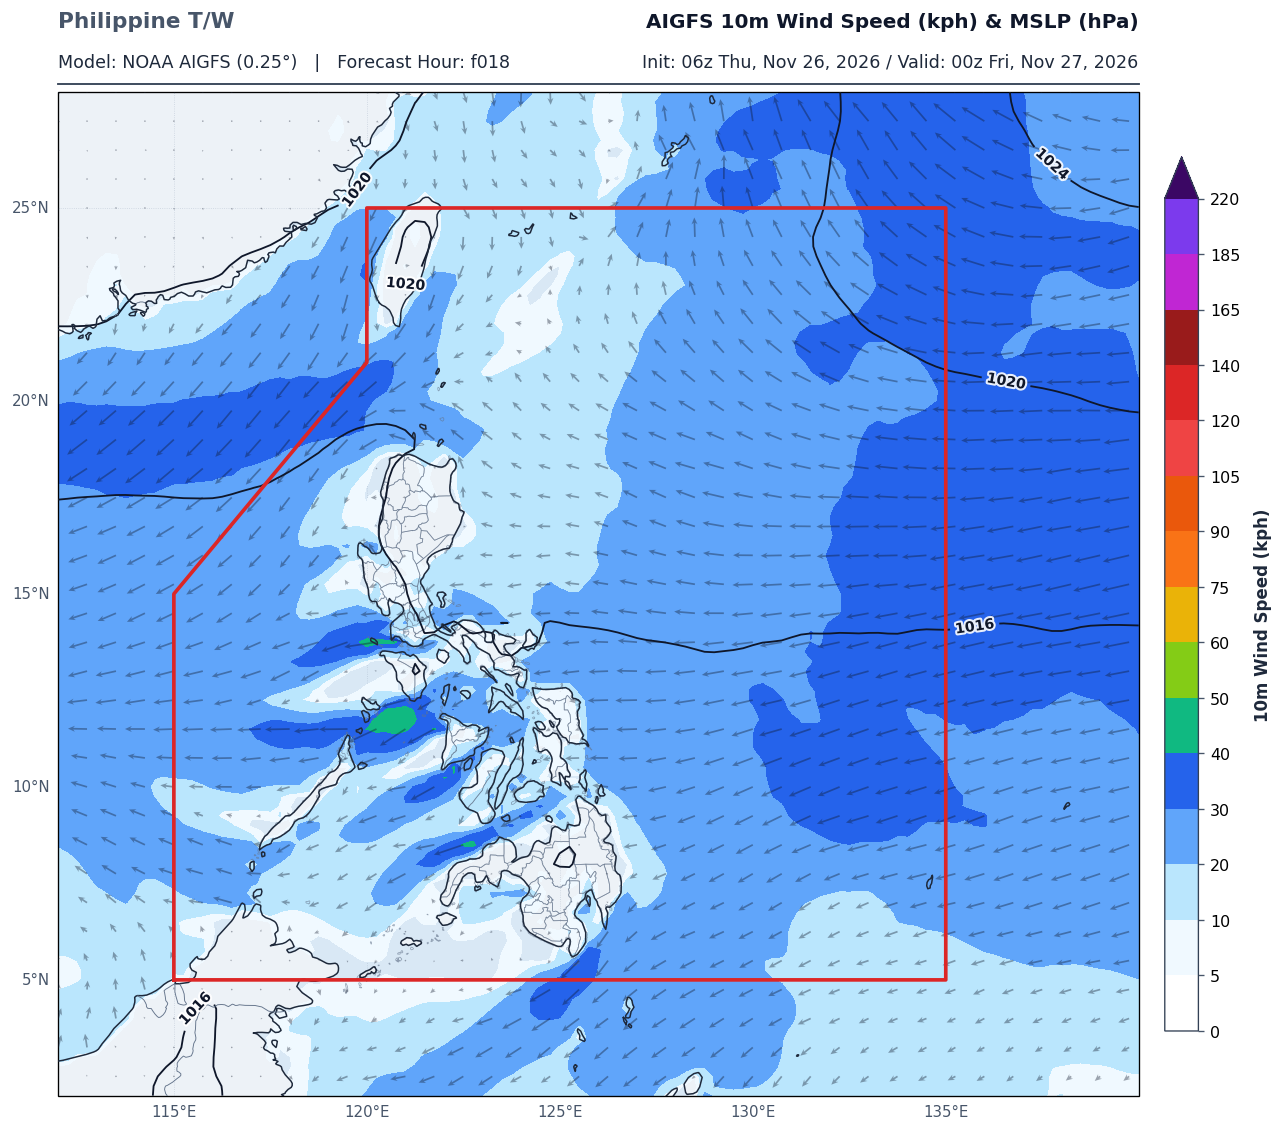 Philippine T/W
AIGFS 10m Wind Speed (kph) & MSLP (hPa)
Model: NOAA AIGFS (0.25°) | Forecast Hour: f018
Init: 06z Thu, Nov 26, 2026 / Valid: 00z Fri, Nov 27, 2026
1024
1020
1020
1020
1016
1016
25°N
20°N
15°N
10°N
5°N
115°E
120°E
125°E
130°E
135°E
220
185
165
140
120
105
90
75
60
50
40
30
20
10
5
0
10m Wind Speed (kph)